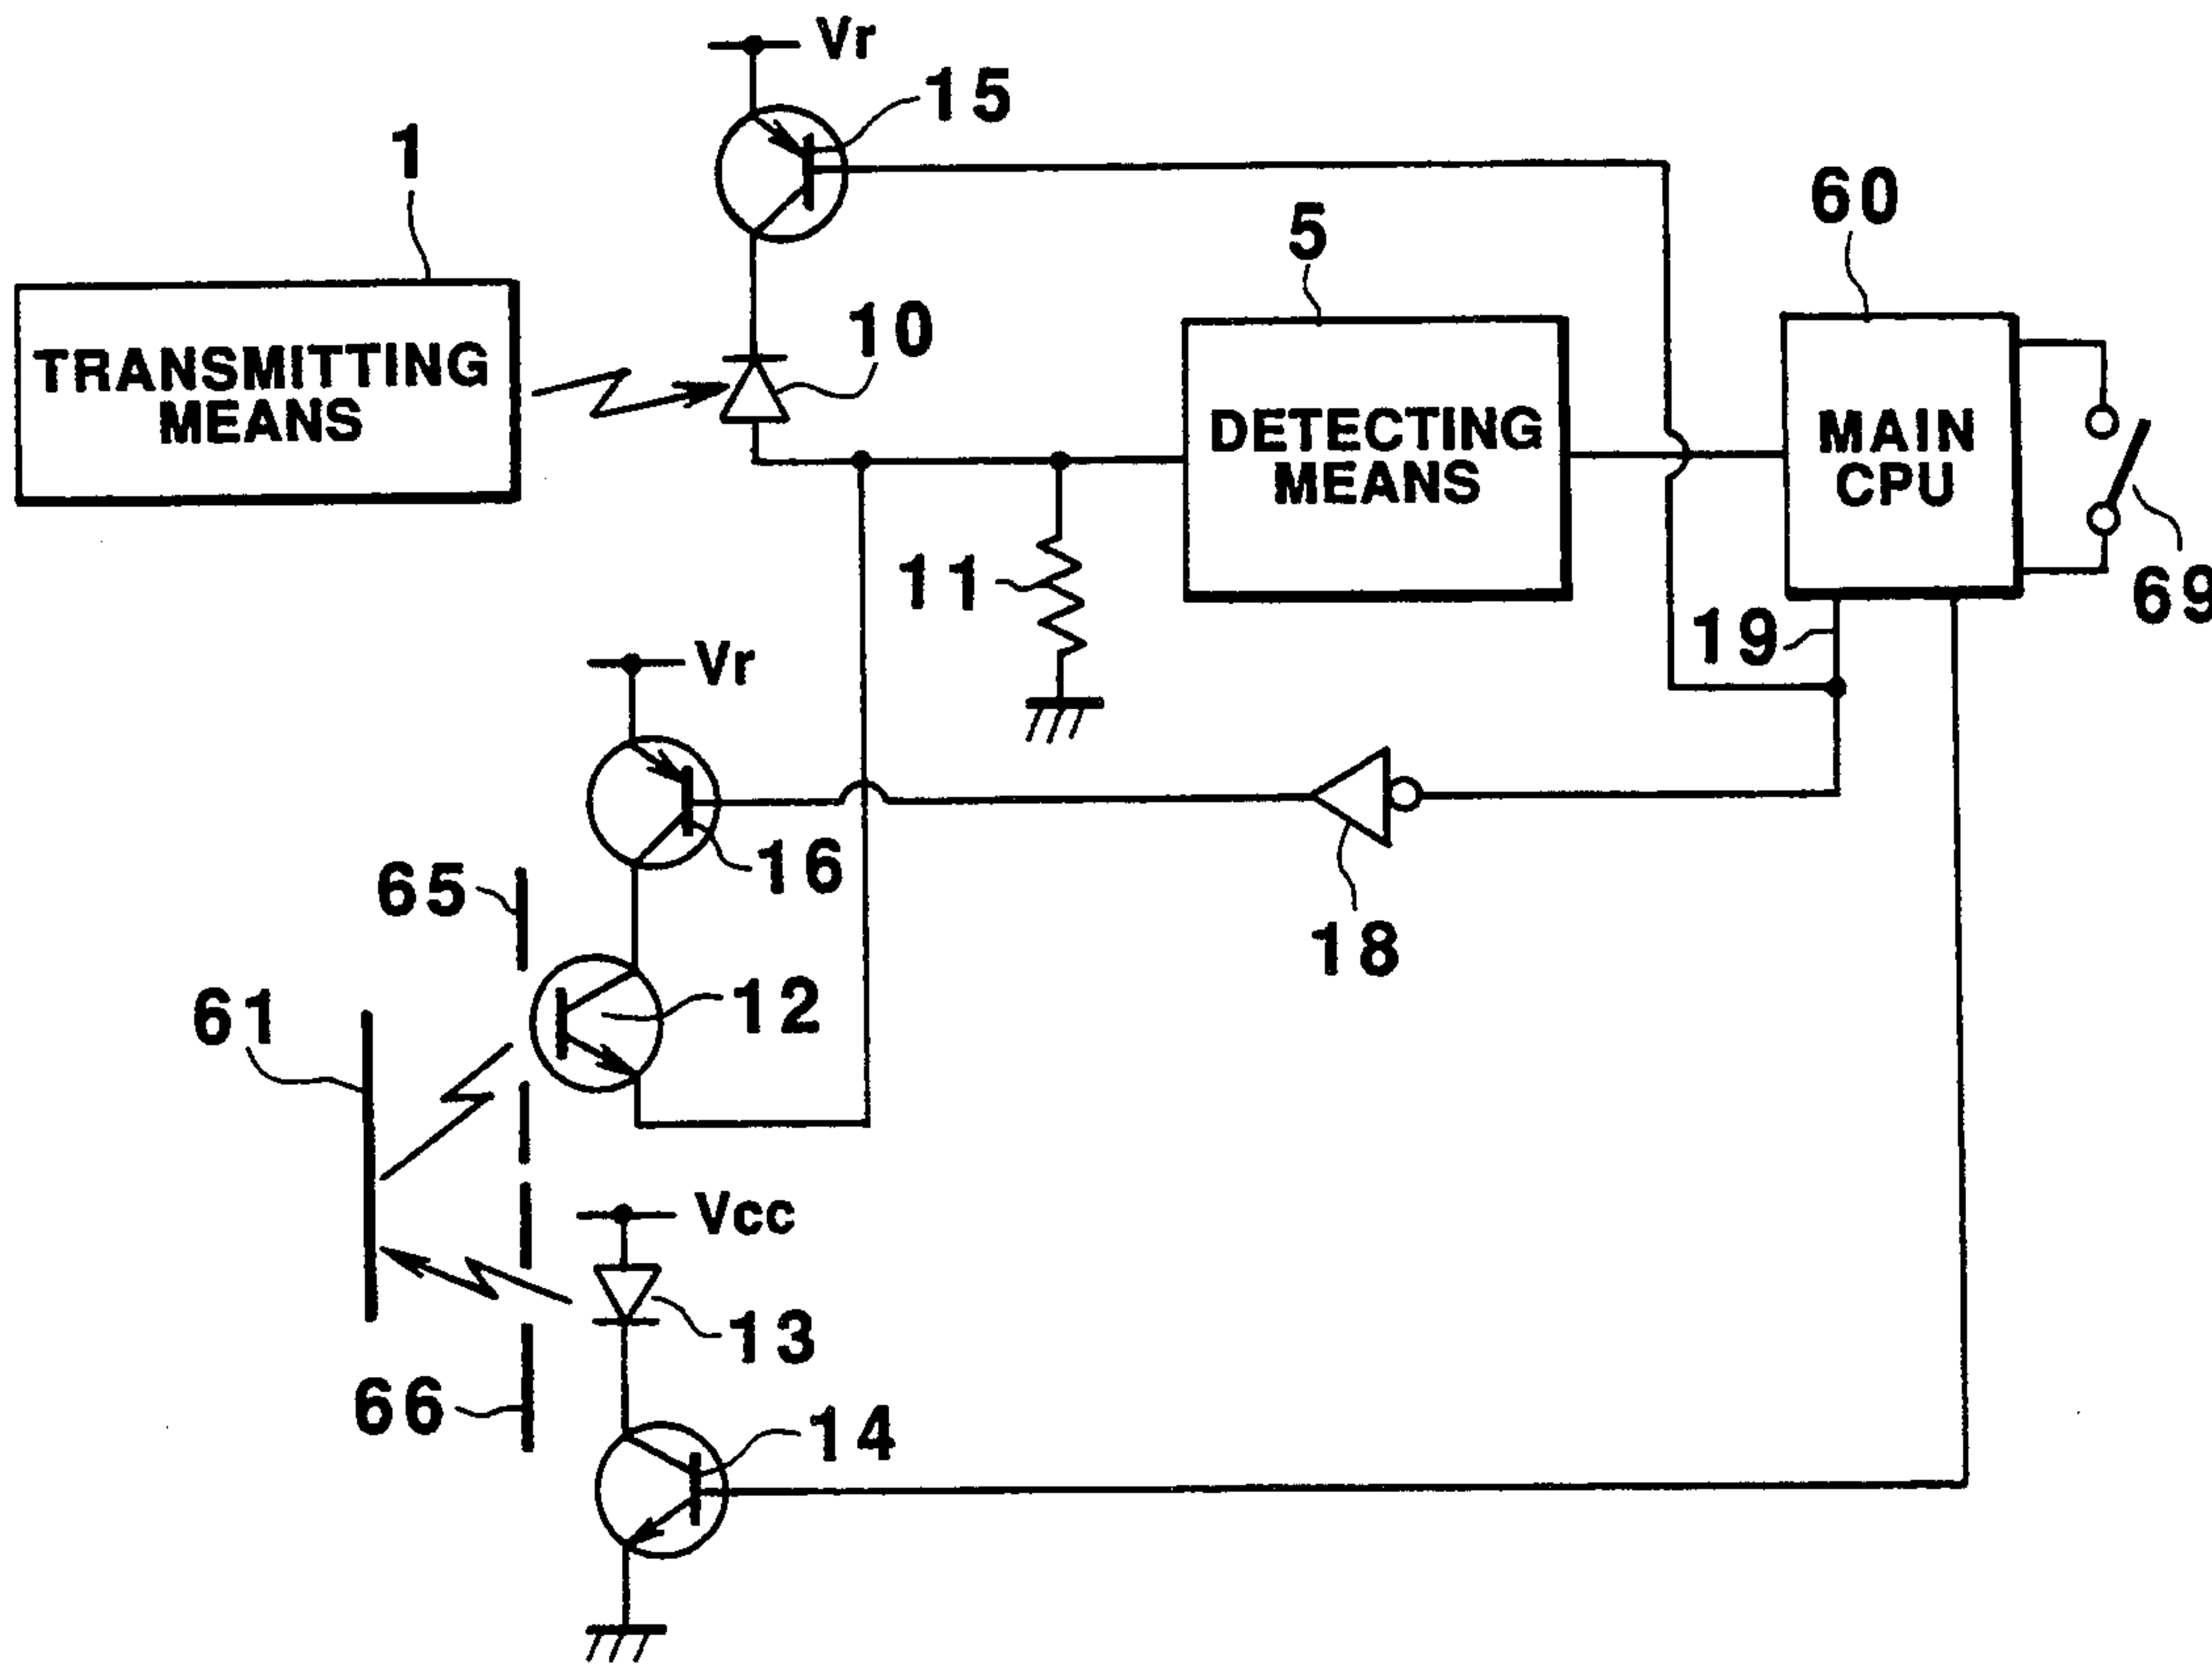 Vr
15
1
60
5
TRANSMITTING
MEANS
10
DETECTING
MEANS
MAIN
CPU
11
69
19
Vr
16
65
18
12
61
Vcc
13
66
14